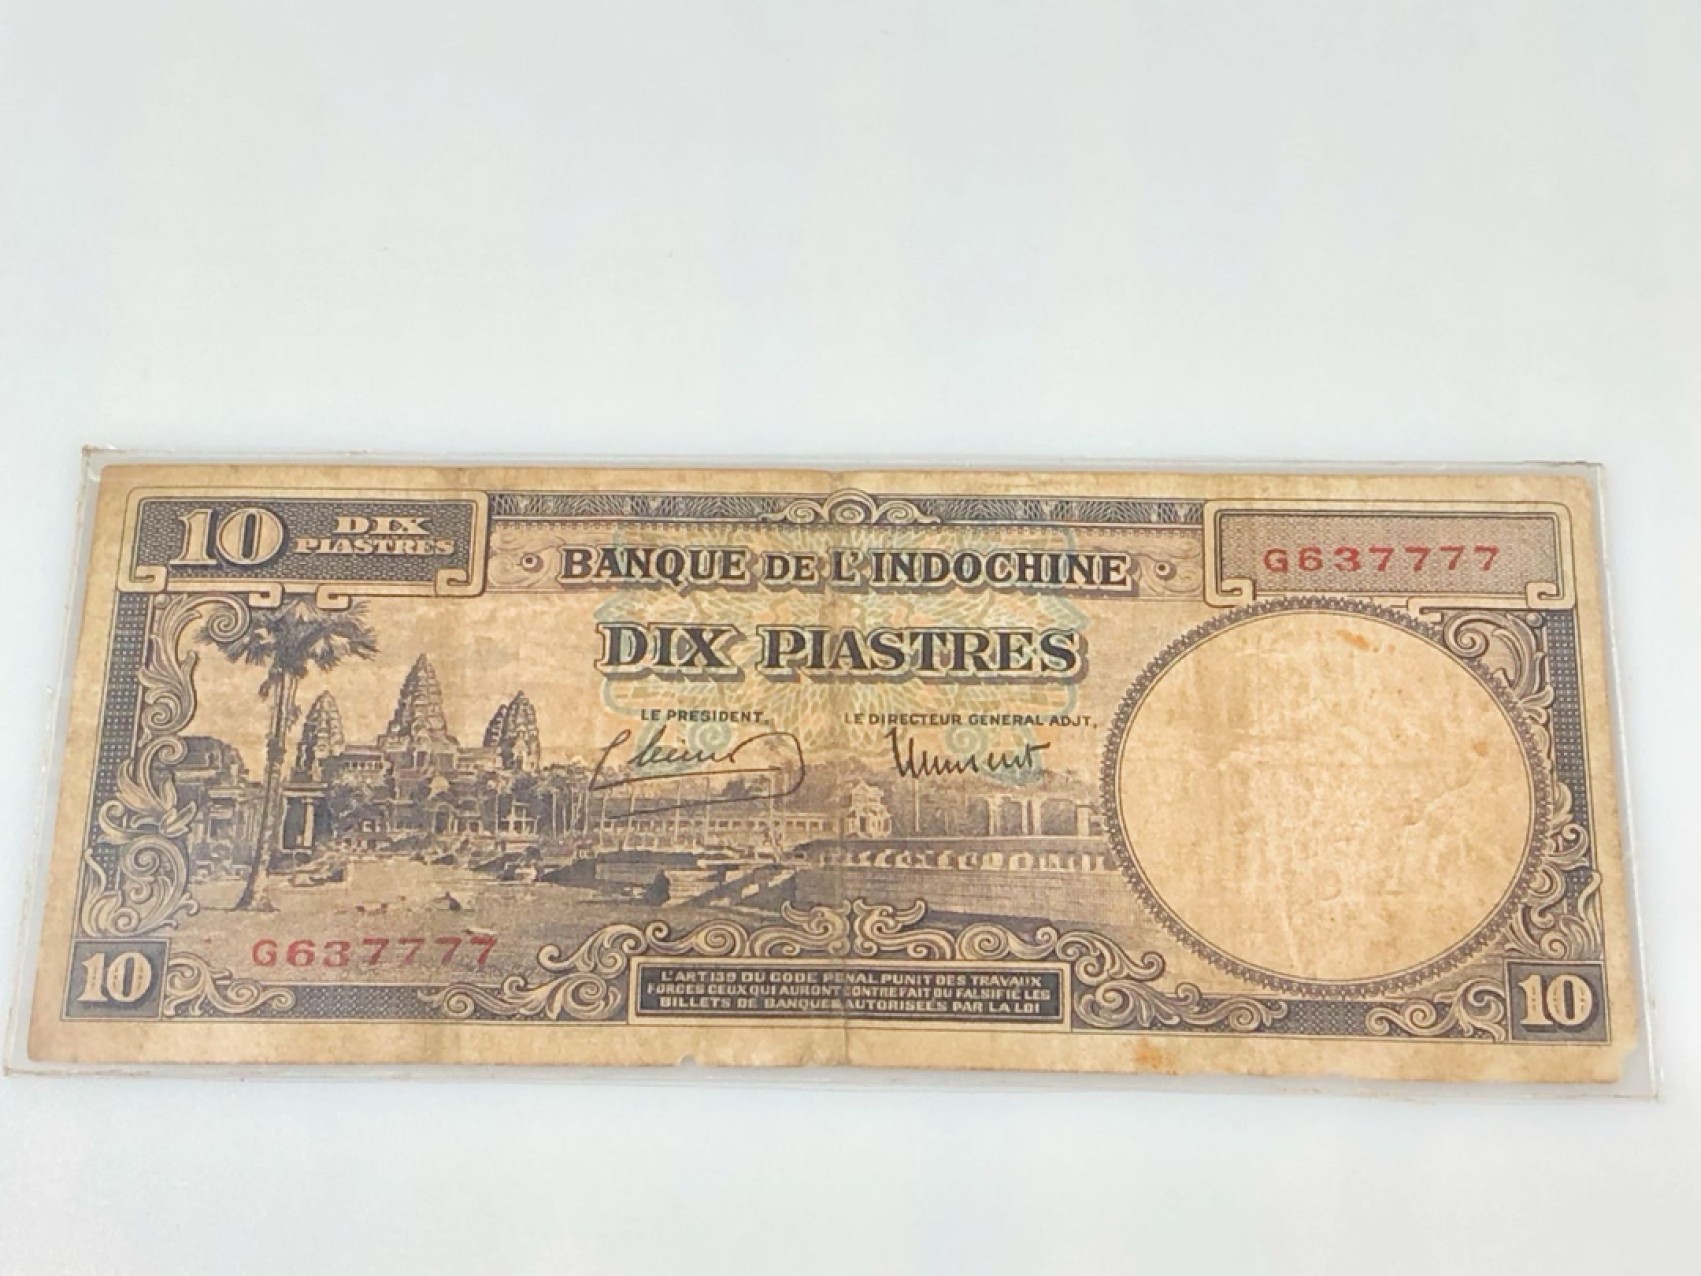 10 DIX
PIASTRES
G637777
BANQUE DE L'INDOCHINE
DIX PIASTRES
LE PRESIDENT,
LE DIRECTEUR GENERAL ADJT,
G637777
10
L'ART 139 DU CODE PENAL PUNIT DES TRAVAUX
FORCES CEUX QUI AURONT CONTREFAIT OU FALSIFIE LES
BILLETS DE BANQUES AUTORISEES PAR LA LOI
10